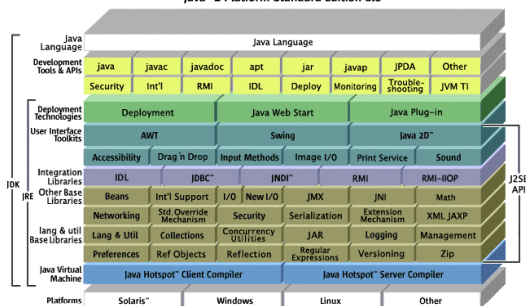 Java Language
Java Language
Development Tools & APIs
java javac javadoc apt jar javap JPDA Other
Security Int'l RMI IDL Deploy Monitoring Trouble-shooting JVM TI
Deployment Technologies
Deployment Java Web Start Java Plug-in
User Interface Toolkits
AWT Swing Java 2D™
Accessibility Drag'n Drop Input Methods Image I/O Print Service Sound
Integration Libraries
IDL JDBC™ JNDI™ RMI RMI-IIOP
Other Base Libraries
Beans Int'l Support I/O New I/O JMX JNI Math
Networking Std. Override Mechanism Security Serialization Extension Mechanism XML JAXP
lang & util Base Libraries
Lang & Util Collections Concurrency Utilities JAR Logging Management
Preferences Ref Objects Reflection Regular Expressions Versioning Zip
Java Virtual Machine
Java Hotspot™ Client Compiler Java Hotspot™ Server Compiler
Platforms
Solaris™ Windows Linux Other
JDK
JRE
J2SE API